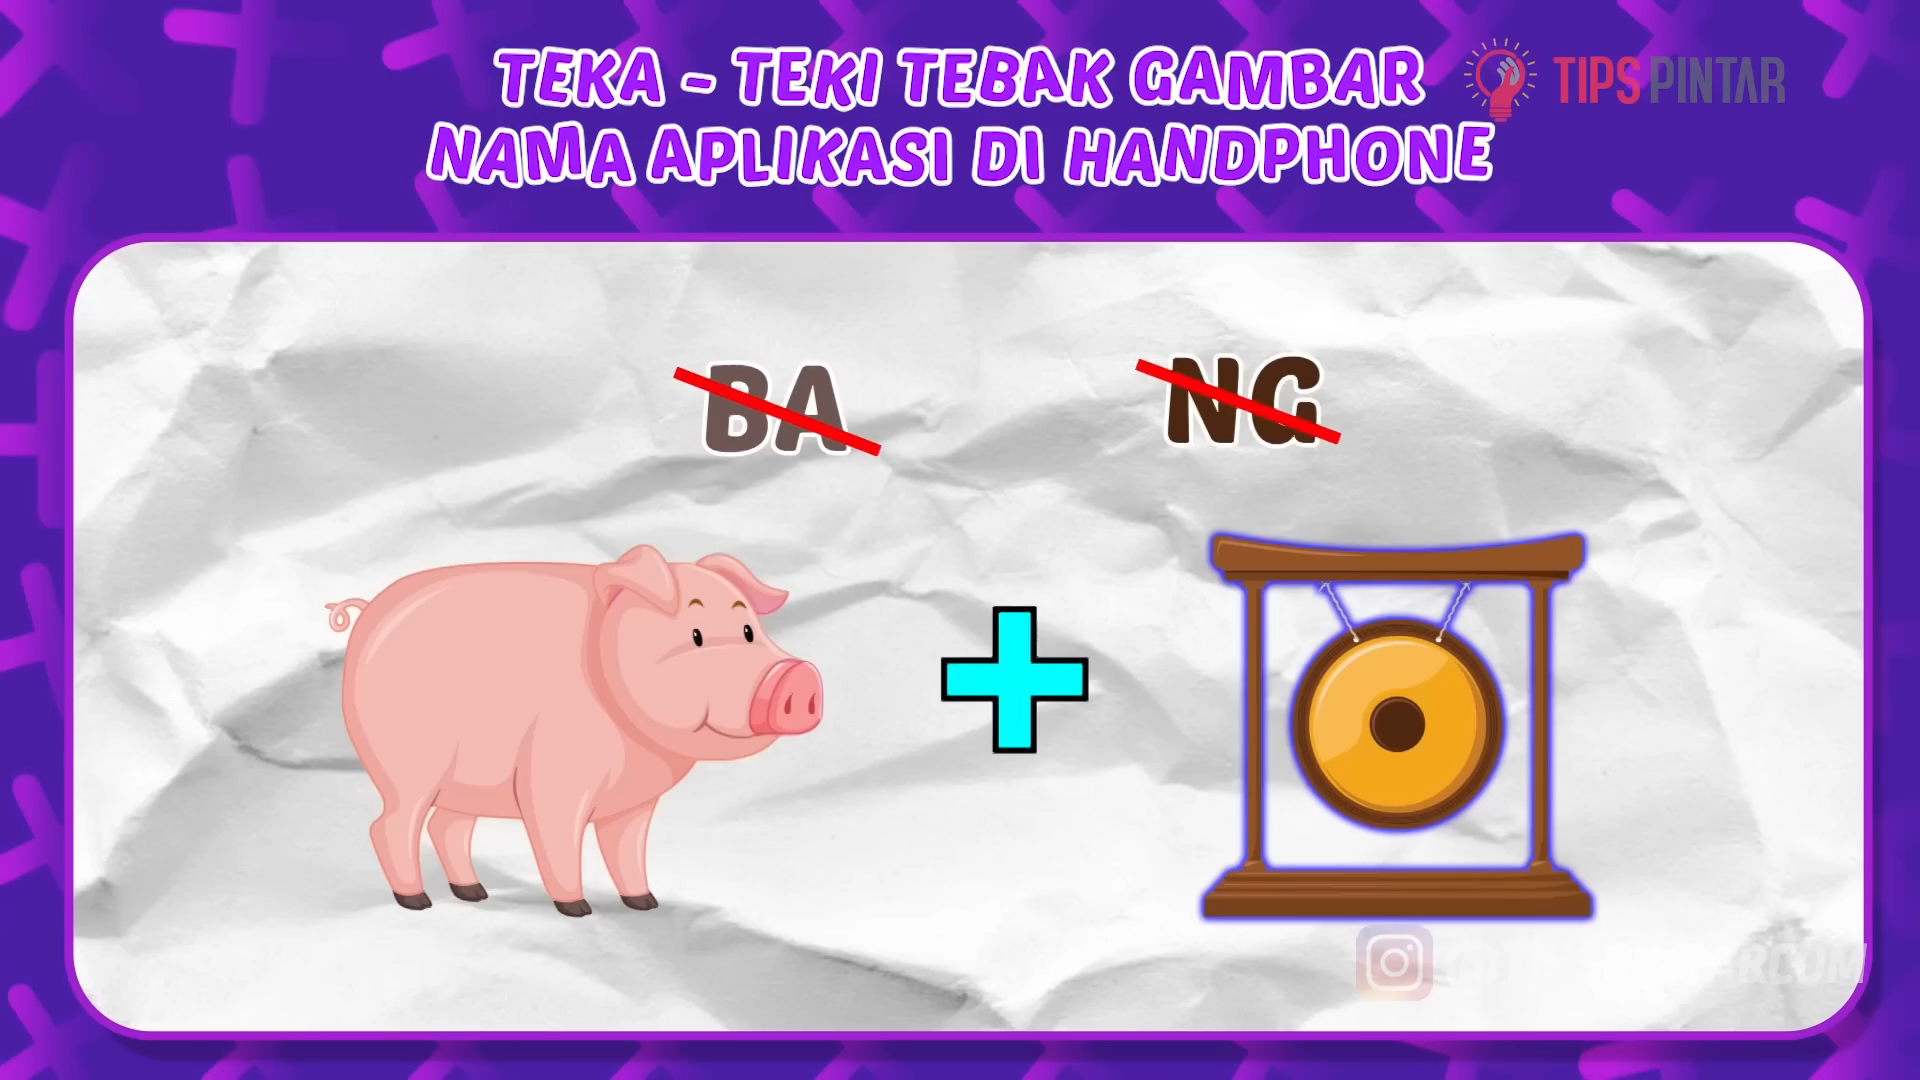 TEKA - TEKI TEBAK GAMBAR
NAMA APLIKASI DI HANDPHONE
TIPS PINTAR
BA
NG